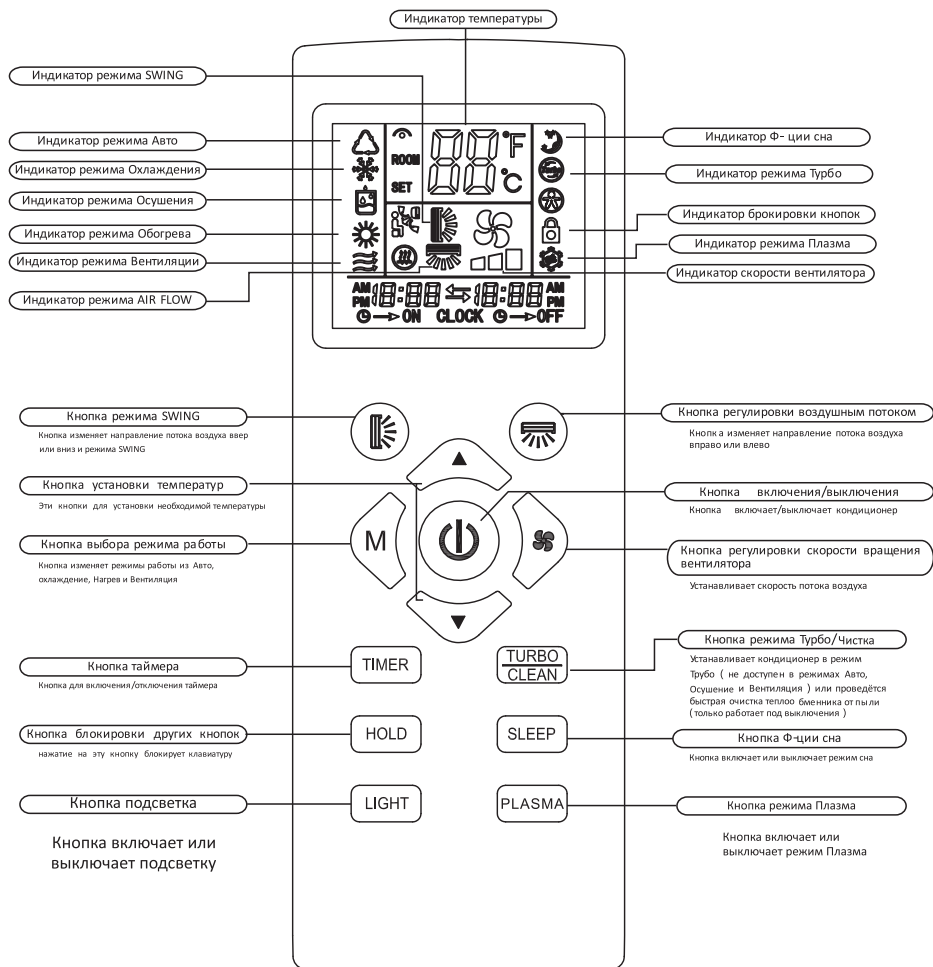 Индикатор температуры
Индикатор режима SWING
Индикатор режима Авто
Индикатор режима Охлаждения
Индикатор режима Осушения
Индикатор режима Обогрева
Индикатор режима Вентиляции
Индикатор режима AIR FLOW
ROOM
SET
88
°F
°C
Индикатор Ф- ции сна
Индикатор режима Турбо
Индикатор брокировки кнопок
Индикатор режима Плазма
Индикатор скорости вентилятора
AM 18:88 18:88 AM
PM PM
ON CLOCK OFF
Кнопка режима SWING
Кнопка изменяет направление потока воздуха ввер
или вниз и режима SWING
Кнопка установки температур
Эти кнопки для установки необходимой температуры
Кнопка выбора режима работы
Кнопка изменяет режимы работы из Авто,
охлаждение, Нагрев и Вентиляция
M
Кнопка регулировки воздушным потоком
Кнопк а изменяет направление потока воздуха
вправо или влево
Кнопка включения/выключения
Кнопка включает/выключает кондиционер
Кнопка регулировки скорости вращения
вентилятора
Устанавливает скорость потока воздуха
Кнопка таймера
Кнопка для включения/отключения таймера
TIMER
TURBO
CLEAN
Кнопка режима Турбо/Чистка
Устанавливает кондиционер в режим
Трубо ( не доступен в режимах Авто,
Осушение и Вентиляция ) или проведётся
быстрая очистка теплоо бменника от пыли
(только работает под выключения )
Кнопка блокировки других кнопок
нажатие на эту кнопку блокирует клавиатуру
HOLD
SLEEP
Кнопка Ф-ции сна
Кнопка включает или выключает режим сна
Кнопка подсветка
Кнопка включает или
выключает подсветку
LIGHT
PLASMA
Кнопка режима Плазма
Кнопка включает или
выключает режим Плазма